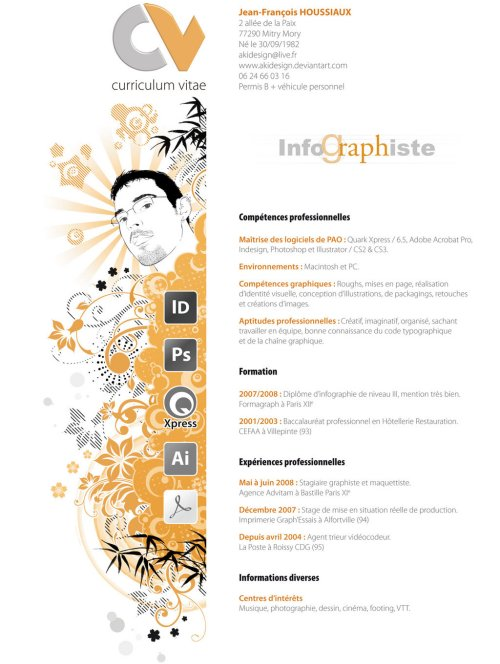 CV
curriculum vitae
Jean-François HOUSSIAUX
2 allée de la Paix
77290 Mitry Mory
Né le 30/09/1982
akidesign@live.fr
www.akidesign.deviantart.com
06 24 66 03 16
Permis B + véhicule personnel
Infographiste
Compétences professionnelles
Maîtrise des logiciels de PAO : Quark Xpress / 6.5, Adobe Acrobat Pro,
Indesign, Photoshop et Illustrator / CS2 & CS3.
Environnements : Macintosh et PC.
Compétences graphiques : Roughs, mises en page, réalisation
d'identité visuelle, conception d'illustrations, de packagings, retouches
et créations d'images.
Aptitudes professionnelles : Créatif, imaginatif, organisé, sachant
travailler en équipe, bonne connaissance du code typographique
et de la chaîne graphique.
Formation
2007/2008 : Diplôme d'infographie de niveau III, mention très bien.
Formagraph à Paris XIIe
2001/2003 : Baccalauréat professionnel en Hôtellerie Restauration.
CEFAA à Villepinte (93)
Expériences professionnelles
Mai à juin 2008 : Stagiaire graphiste et maquettiste.
Agence Advitam à Bastille Paris XIe
Décembre 2007 : Stage de mise en situation réelle de production.
Imprimerie Graph'Essais à Alfortville (94)
Depuis avril 2004 : Agent trieur vidéocodeur.
La Poste à Roissy CDG (95)
Informations diverses
Centres d'intérêts
Musique, photographie, dessin, cinéma, footing, VTT.
ID
Ps
Xpress
Ai